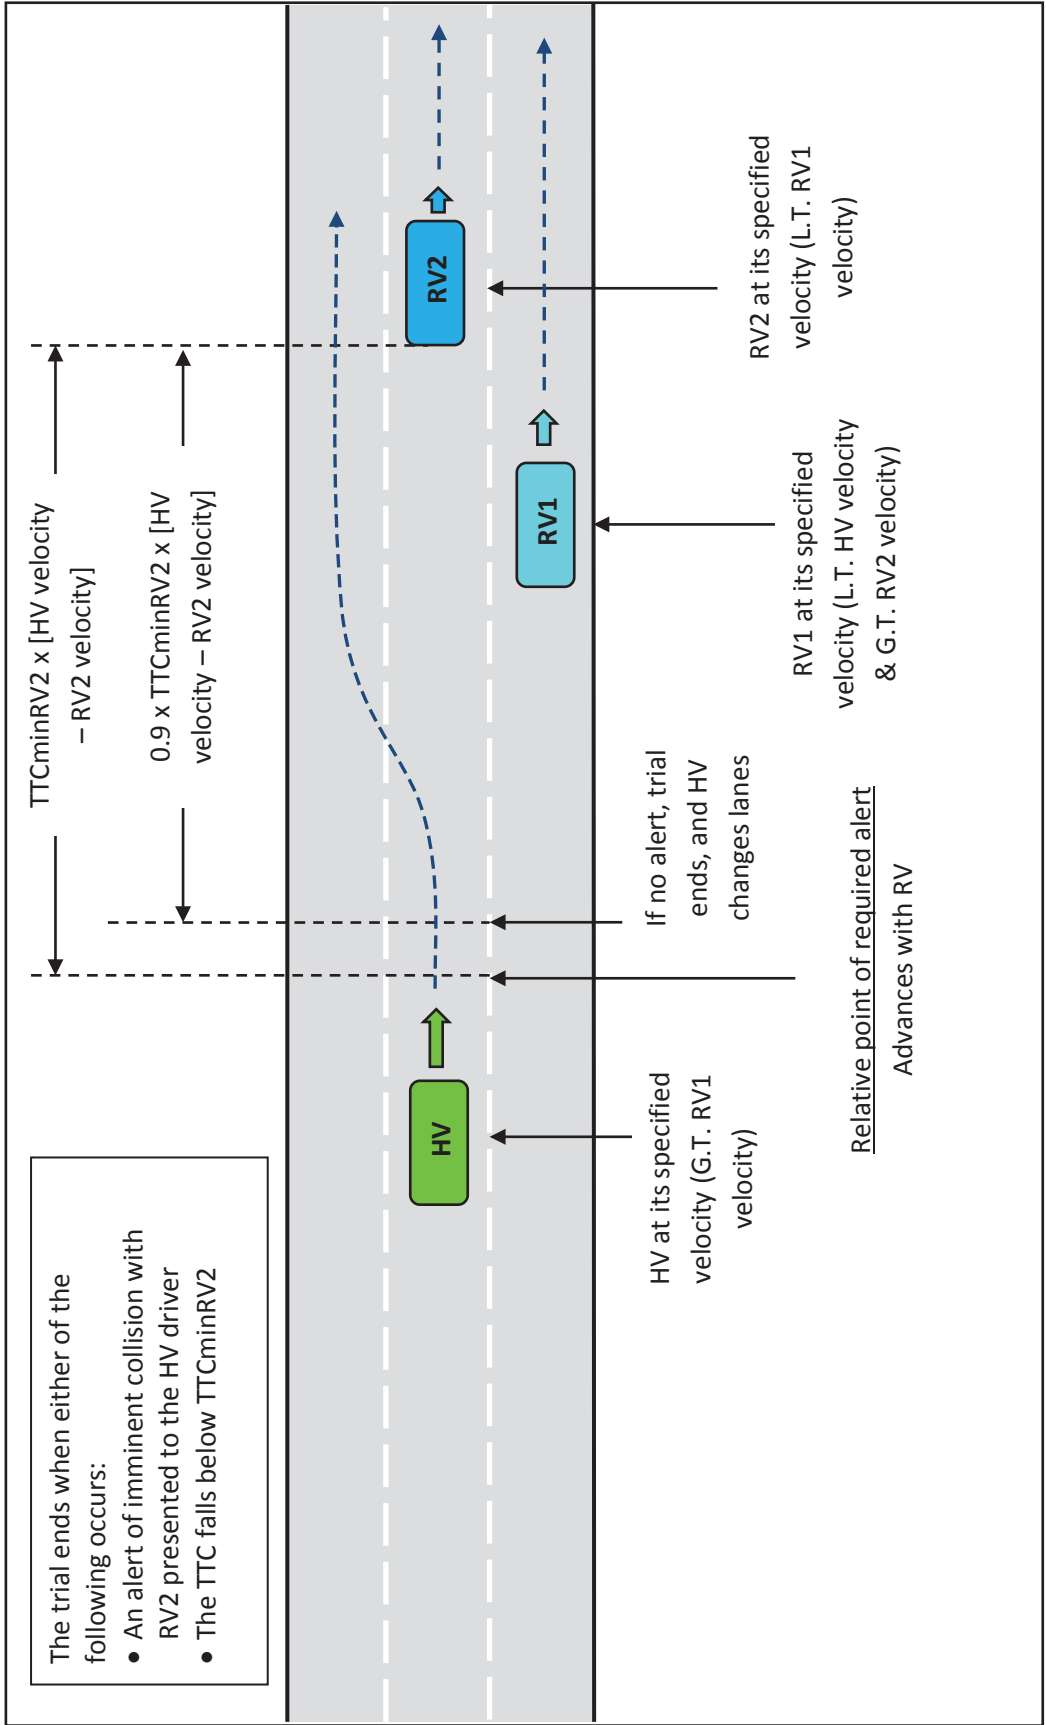 The trial ends when either of the
following occurs:
• An alert of imminent collision with
RV2 presented to the HV driver
• The TTC falls below TTCminRV2
TTCminRV2 x [HV velocity
– RV2 velocity]
0.9 x TTCminRV2 x [HV
velocity – RV2 velocity]
HV
RV1
RV2
HV at its specified
velocity (G.T. RV1
velocity)
If no alert, trial
ends, and HV
changes lanes
Relative point of required alert
Advances with RV
RV1 at its specified
velocity (L.T. HV velocity
& G.T. RV2 velocity)
RV2 at its specified
velocity (L.T. RV1
velocity)